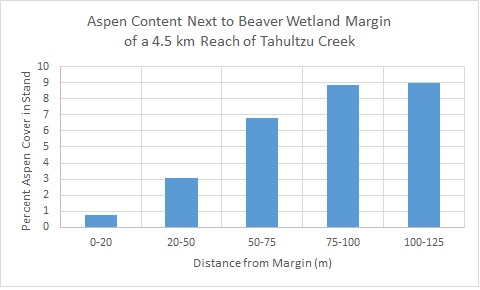 Aspen Content Next to Beaver Wetland Margin
of a 4.5 km Reach of Tahultzu Creek
Percent Aspen Cover in Stand
10
9
8
7
6
5
4
3
2
1
0
0-20 20-50 50-75 75-100 100-125
Distance from Margin (m)